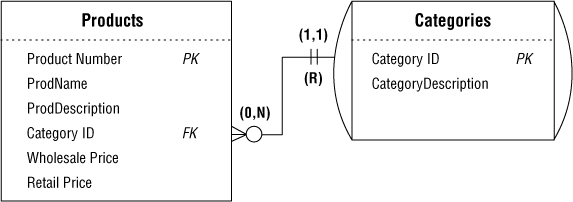 Products
Product Number PK
ProdName
ProdDescription
Category ID FK
Wholesale Price
Retail Price
(0,N)
(1,1)
(R)
Categories
Category ID PK
CategoryDescription